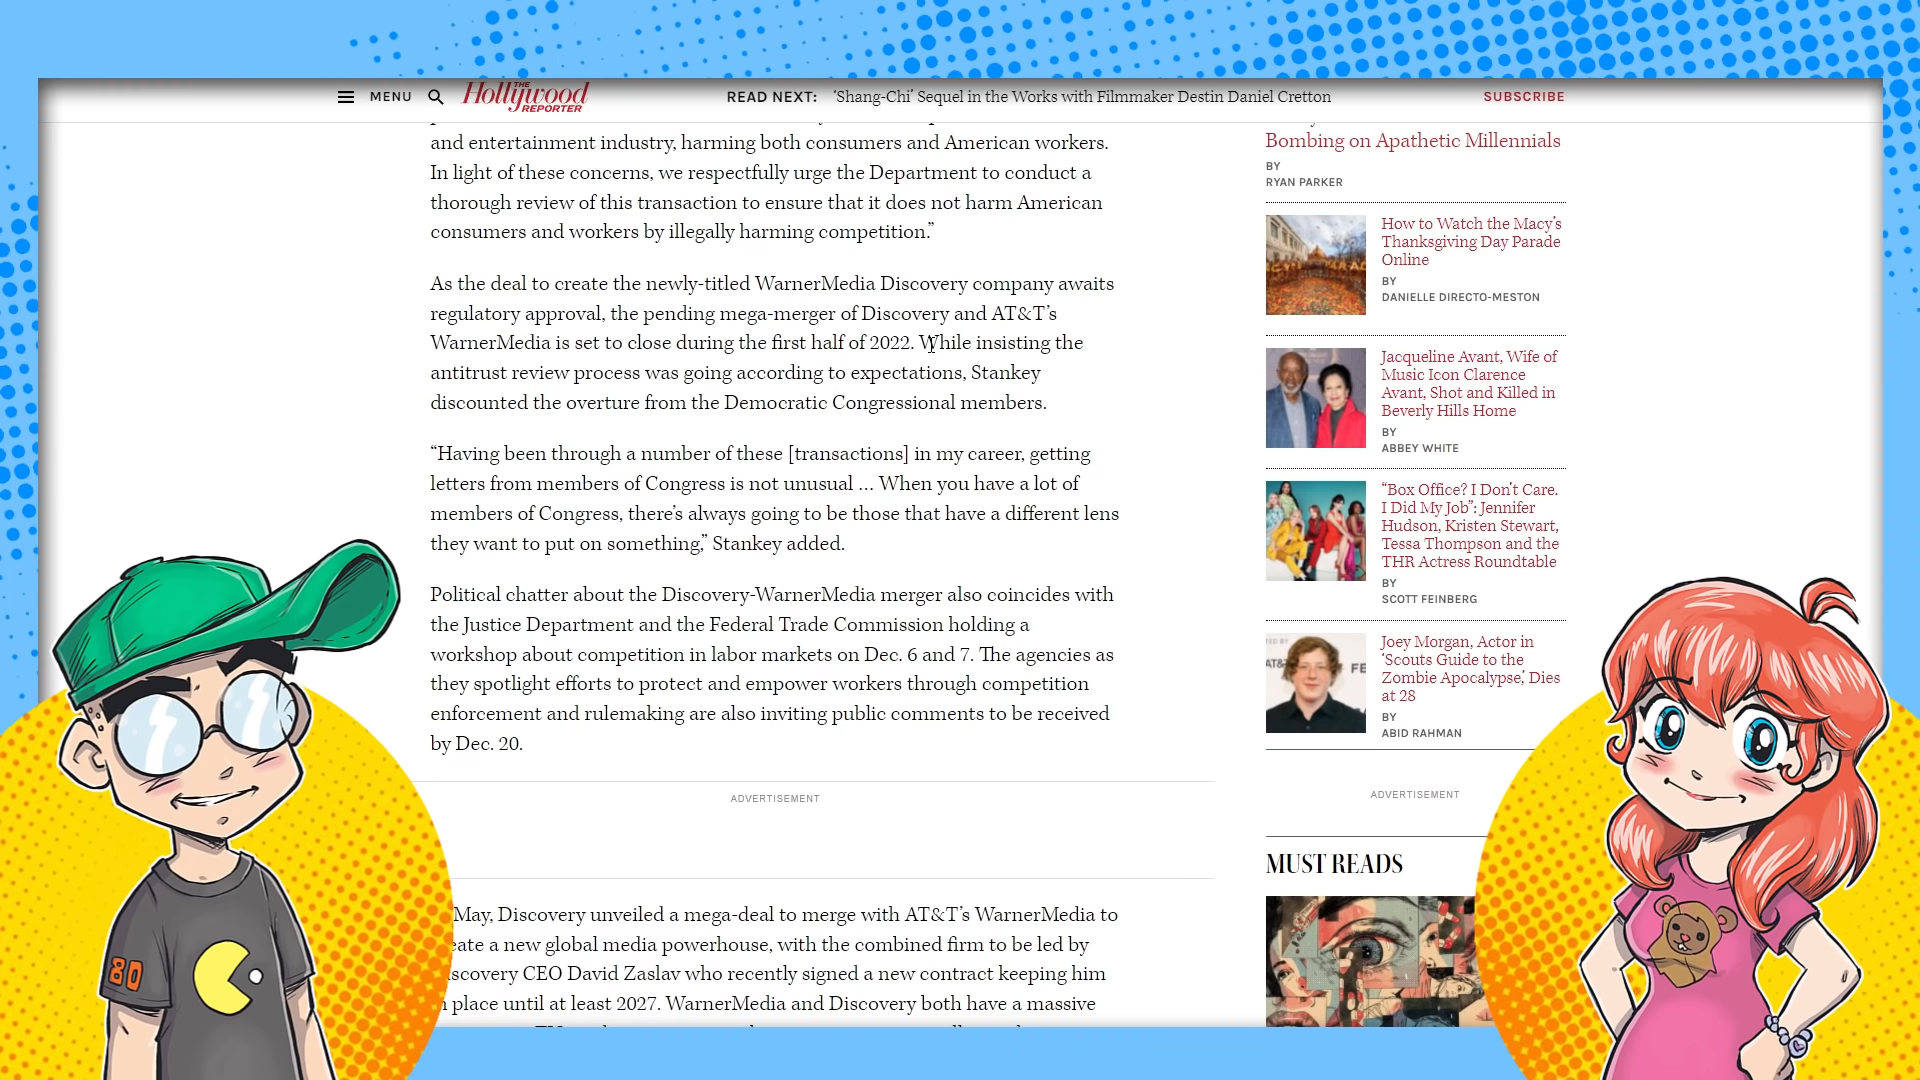 MENU
THE
Hollywood
REPORTER
READ NEXT: ‘Shang-Chi’ Sequel in the Works with Filmmaker Destin Daniel Cretton
SUBSCRIBE
and entertainment industry, harming both consumers and American workers.
In light of these concerns, we respectfully urge the Department to conduct a
thorough review of this transaction to ensure that it does not harm American
consumers and workers by illegally harming competition.”
As the deal to create the newly-titled WarnerMedia Discovery company awaits
regulatory approval, the pending mega-merger of Discovery and AT&T’s
WarnerMedia is set to close during the first half of 2022. While insisting the
antitrust review process was going according to expectations, Stankey
discounted the overture from the Democratic Congressional members.
“Having been through a number of these [transactions] in my career, getting
letters from members of Congress is not unusual … When you have a lot of
members of Congress, there’s always going to be those that have a different lens
they want to put on something,” Stankey added.
Political chatter about the Discovery-WarnerMedia merger also coincides with
the Justice Department and the Federal Trade Commission holding a
workshop about competition in labor markets on Dec. 6 and 7. The agencies as
they spotlight efforts to protect and empower workers through competition
enforcement and rulemaking are also inviting public comments to be received
by Dec. 20.
ADVERTISEMENT
May, Discovery unveiled a mega-deal to merge with AT&T’s WarnerMedia to
eate a new global media powerhouse, with the combined firm to be led by
iscovery CEO David Zaslav who recently signed a new contract keeping him
place until at least 2027. WarnerMedia and Discovery both have a massive
Bombing on Apathetic Millennials
BY
RYAN PARKER
How to Watch the Macy’s
Thanksgiving Day Parade
Online
BY
DANIELLE DIRECTO-MESTON
Jacqueline Avant, Wife of
Music Icon Clarence
Avant, Shot and Killed in
Beverly Hills Home
BY
ABBEY WHITE
“Box Office? I Don’t Care.
I Did My Job”: Jennifer
Hudson, Kristen Stewart,
Tessa Thompson and the
THR Actress Roundtable
BY
SCOTT FEINBERG
Joey Morgan, Actor in
‘Scouts Guide to the
Zombie Apocalypse,’ Dies
at 28
BY
ABID RAHMAN
ADVERTISEMENT
MUST READS
80